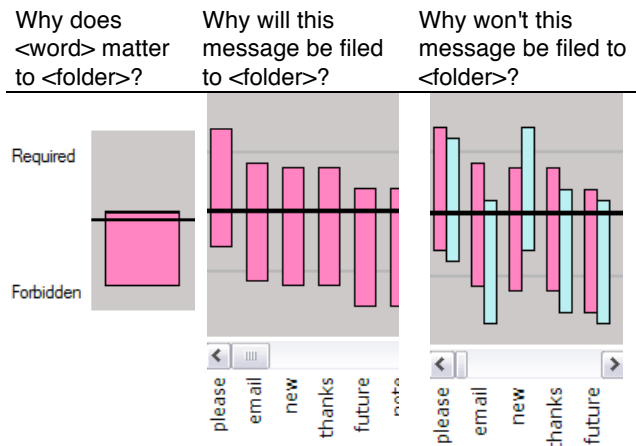 Why does
<word> matter
to <folder>?
Why will this
message be filed
to <folder>?
Why won't this
message be filed to
<folder>?
Required
Forbidden
please
email
new
thanks
future
please
email
new
thanks
future